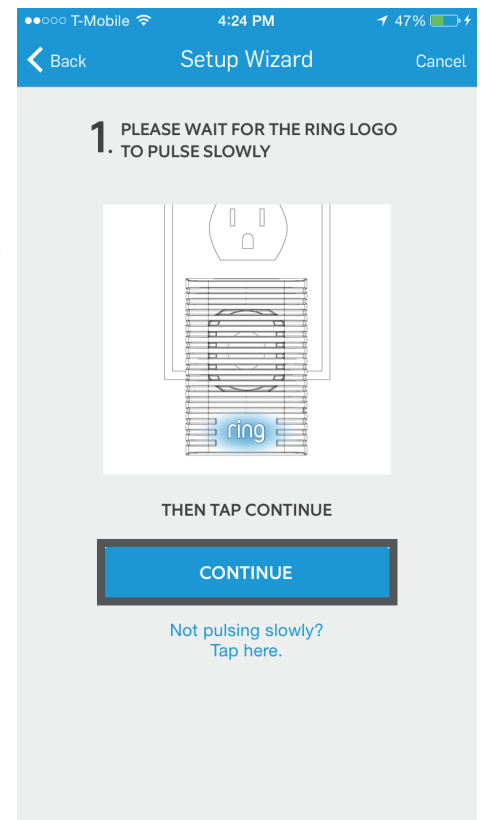 T-Mobile 4:24 PM 47%
Back Setup Wizard Cancel
1. PLEASE WAIT FOR THE RING LOGO
TO PULSE SLOWLY
ring
THEN TAP CONTINUE
CONTINUE
Not pulsing slowly?
Tap here.